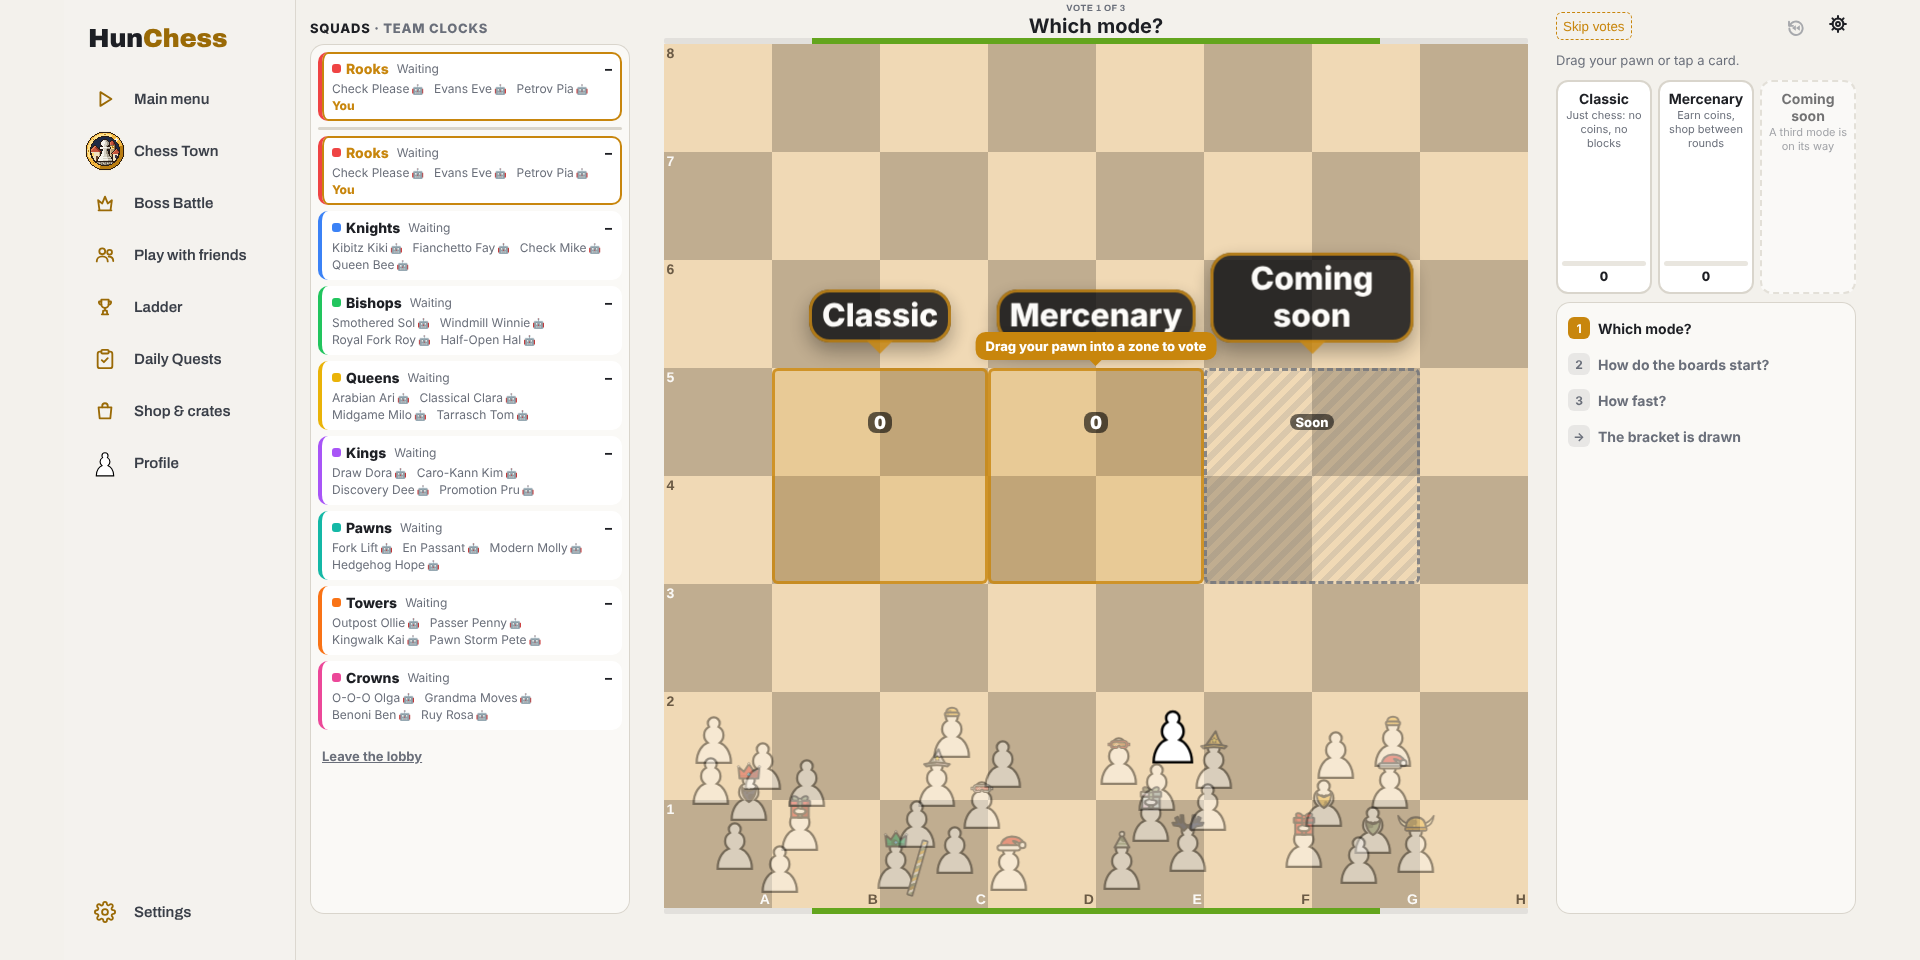 HunChess
Main menu
Chess Town
Boss Battle
Play with friends
Ladder
Daily Quests
Shop & crates
Profile
Settings
SQUADS · TEAM CLOCKS
Rooks Waiting –
Check Please Evans Eve Petrov Pia
You
Rooks Waiting –
Check Please Evans Eve Petrov Pia
You
Knights Waiting –
Kibitz Kiki Fianchetto Fay Check Mike
Queen Bee
Bishops Waiting –
Smothered Sol Windmill Winnie
Royal Fork Roy Half-Open Hal
Queens Waiting –
Arabian Ari Classical Clara
Midgame Milo Tarrasch Tom
Kings Waiting –
Draw Dora Caro-Kann Kim
Discovery Dee Promotion Pru
Pawns Waiting –
Fork Lift En Passant Modern Molly
Hedgehog Hope
Towers Waiting –
Outpost Ollie Passer Penny
Kingwalk Kai Pawn Storm Pete
Crowns Waiting –
O-O-O Olga Grandma Moves
Benoni Ben Ruy Rosa
Leave the lobby
VOTE 1 OF 3
Which mode?
8
7
6
Classic
Mercenary
Coming
soon
Drag your pawn into a zone to vote
5
0
0
Soon
4
3
2
1
A B C D E F G H
Skip votes
Drag your pawn or tap a card.
Classic
Just chess: no
coins, no
blocks
0
Mercenary
Earn coins,
shop between
rounds
0
Coming
soon
A third mode is
on its way
1 Which mode?
2 How do the boards start?
3 How fast?
→ The bracket is drawn